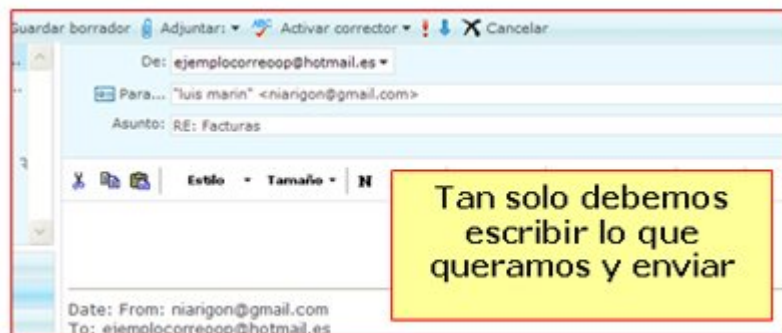 Guardar borrador Adjuntar: Activar corrector Cancelar
De: ejemplocorreoop@hotmail.es
Para... "luis marin" <niarigon@gmail.com>
Asunto: RE: Facturas
Estilo Tamaño N
Tan solo debemos
escribir lo que
queramos y enviar
Date: From: niarigon@gmail.com
To: ejemplocorreoop@hotmail.es